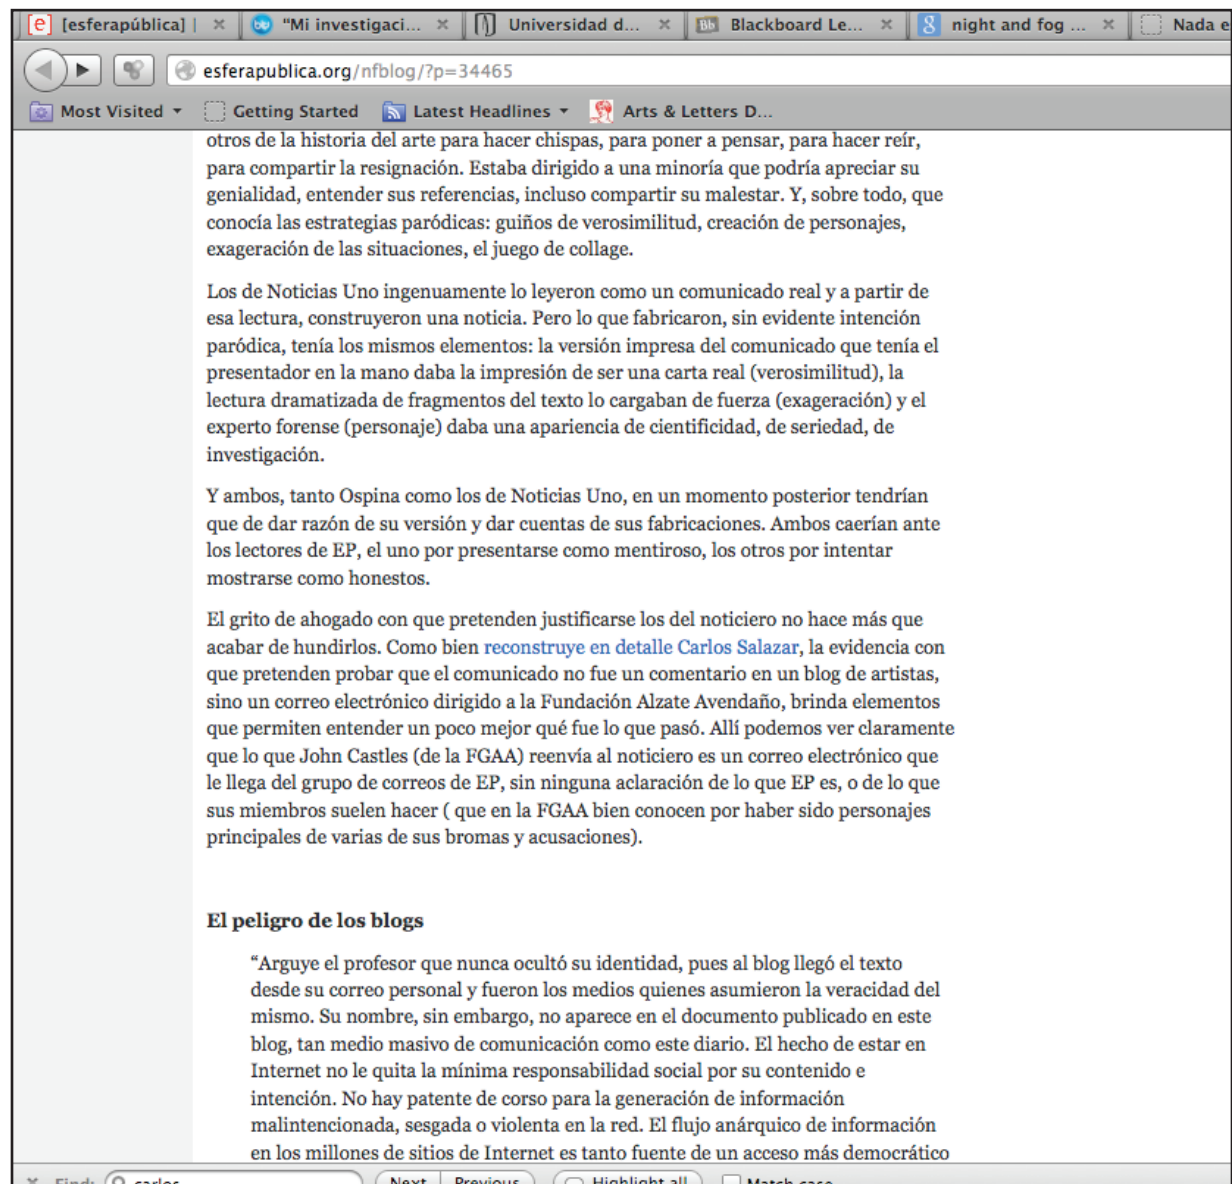 [esferapública] |
"Mi investigaci...
Universidad d...
Blackboard Le...
night and fog ...
Nada e
esferapublica.org/nfblog/?p=34465
Most Visited
Getting Started
Latest Headlines
Arts & Letters D...
otros de la historia del arte para hacer chispas, para poner a pensar, para hacer reír,
para compartir la resignación. Estaba dirigido a una minoría que podría apreciar su
genialidad, entender sus referencias, incluso compartir su malestar. Y, sobre todo, que
conocía las estrategias paródicas: guiños de verosimilitud, creación de personajes,
exageración de las situaciones, el juego de collage.
Los de Noticias Uno ingenuamente lo leyeron como un comunicado real y a partir de
esa lectura, construyeron una noticia. Pero lo que fabricaron, sin evidente intención
paródica, tenía los mismos elementos: la versión impresa del comunicado que tenía el
presentador en la mano daba la impresión de ser una carta real (verosimilitud), la
lectura dramatizada de fragmentos del texto lo cargaban de fuerza (exageración) y el
experto forense (personaje) daba una apariencia de cientificidad, de seriedad, de
investigación.
Y ambos, tanto Ospina como los de Noticias Uno, en un momento posterior tendrían
que de dar razón de su versión y dar cuentas de sus fabricaciones. Ambos caerían ante
los lectores de EP, el uno por presentarse como mentiroso, los otros por intentar
mostrarse como honestos.
El grito de ahogado con que pretenden justificarse los del noticiero no hace más que
acabar de hundirlos. Como bien reconstruye en detalle Carlos Salazar, la evidencia con
que pretenden probar que el comunicado no fue un comentario en un blog de artistas,
sino un correo electrónico dirigido a la Fundación Alzate Avendaño, brinda elementos
que permiten entender un poco mejor qué fue lo que pasó. Allí podemos ver claramente
que lo que John Castles (de la FGAA) reenvía al noticiero es un correo electrónico que
le llega del grupo de correos de EP, sin ninguna aclaración de lo que EP es, o de lo que
sus miembros suelen hacer ( que en la FGAA bien conocen por haber sido personajes
principales de varias de sus bromas y acusaciones).
El peligro de los blogs
"Arguye el profesor que nunca ocultó su identidad, pues al blog llegó el texto
desde su correo personal y fueron los medios quienes asumieron la veracidad del
mismo. Su nombre, sin embargo, no aparece en el documento publicado en este
blog, tan medio masivo de comunicación como este diario. El hecho de estar en
Internet no le quita la mínima responsabilidad social por su contenido e
intención. No hay patente de corso para la generación de información
malintencionada, sesgada o violenta en la red. El flujo anárquico de información
en los millones de sitios de Internet es tanto fuente de un acceso más democrático
Find: carlos Next Previous Highlight all Match case